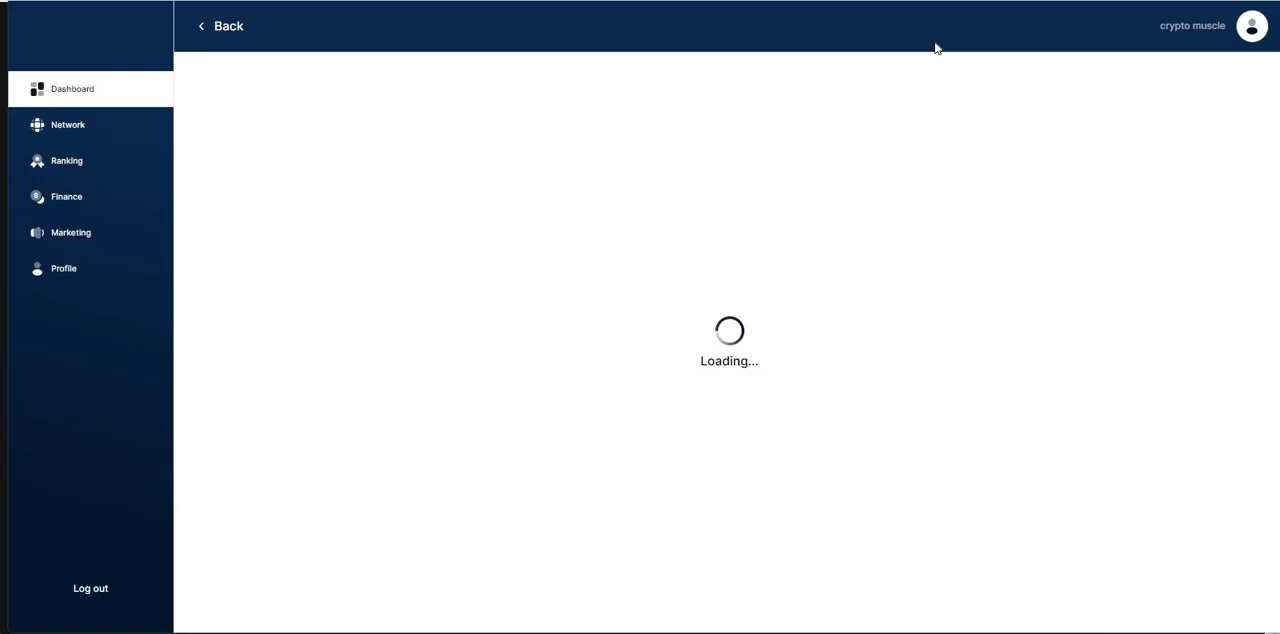 Back
crypto muscle
Dashboard
Network
Ranking
Finance
Marketing
Profile
Loading...
Log out